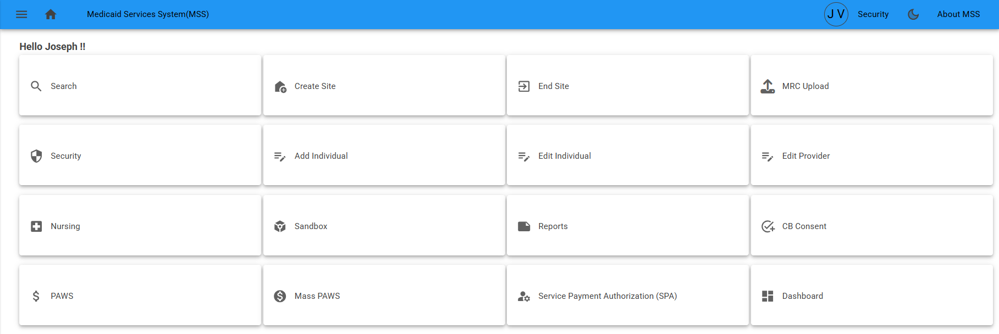 Medicaid Services System(MSS)
J V
Security
About MSS
Hello Joseph !!
Search
Create Site
End Site
MRC Upload
Security
Add Individual
Edit Individual
Edit Provider
Nursing
Sandbox
Reports
CB Consent
PAWS
Mass PAWS
Service Payment Authorization (SPA)
Dashboard